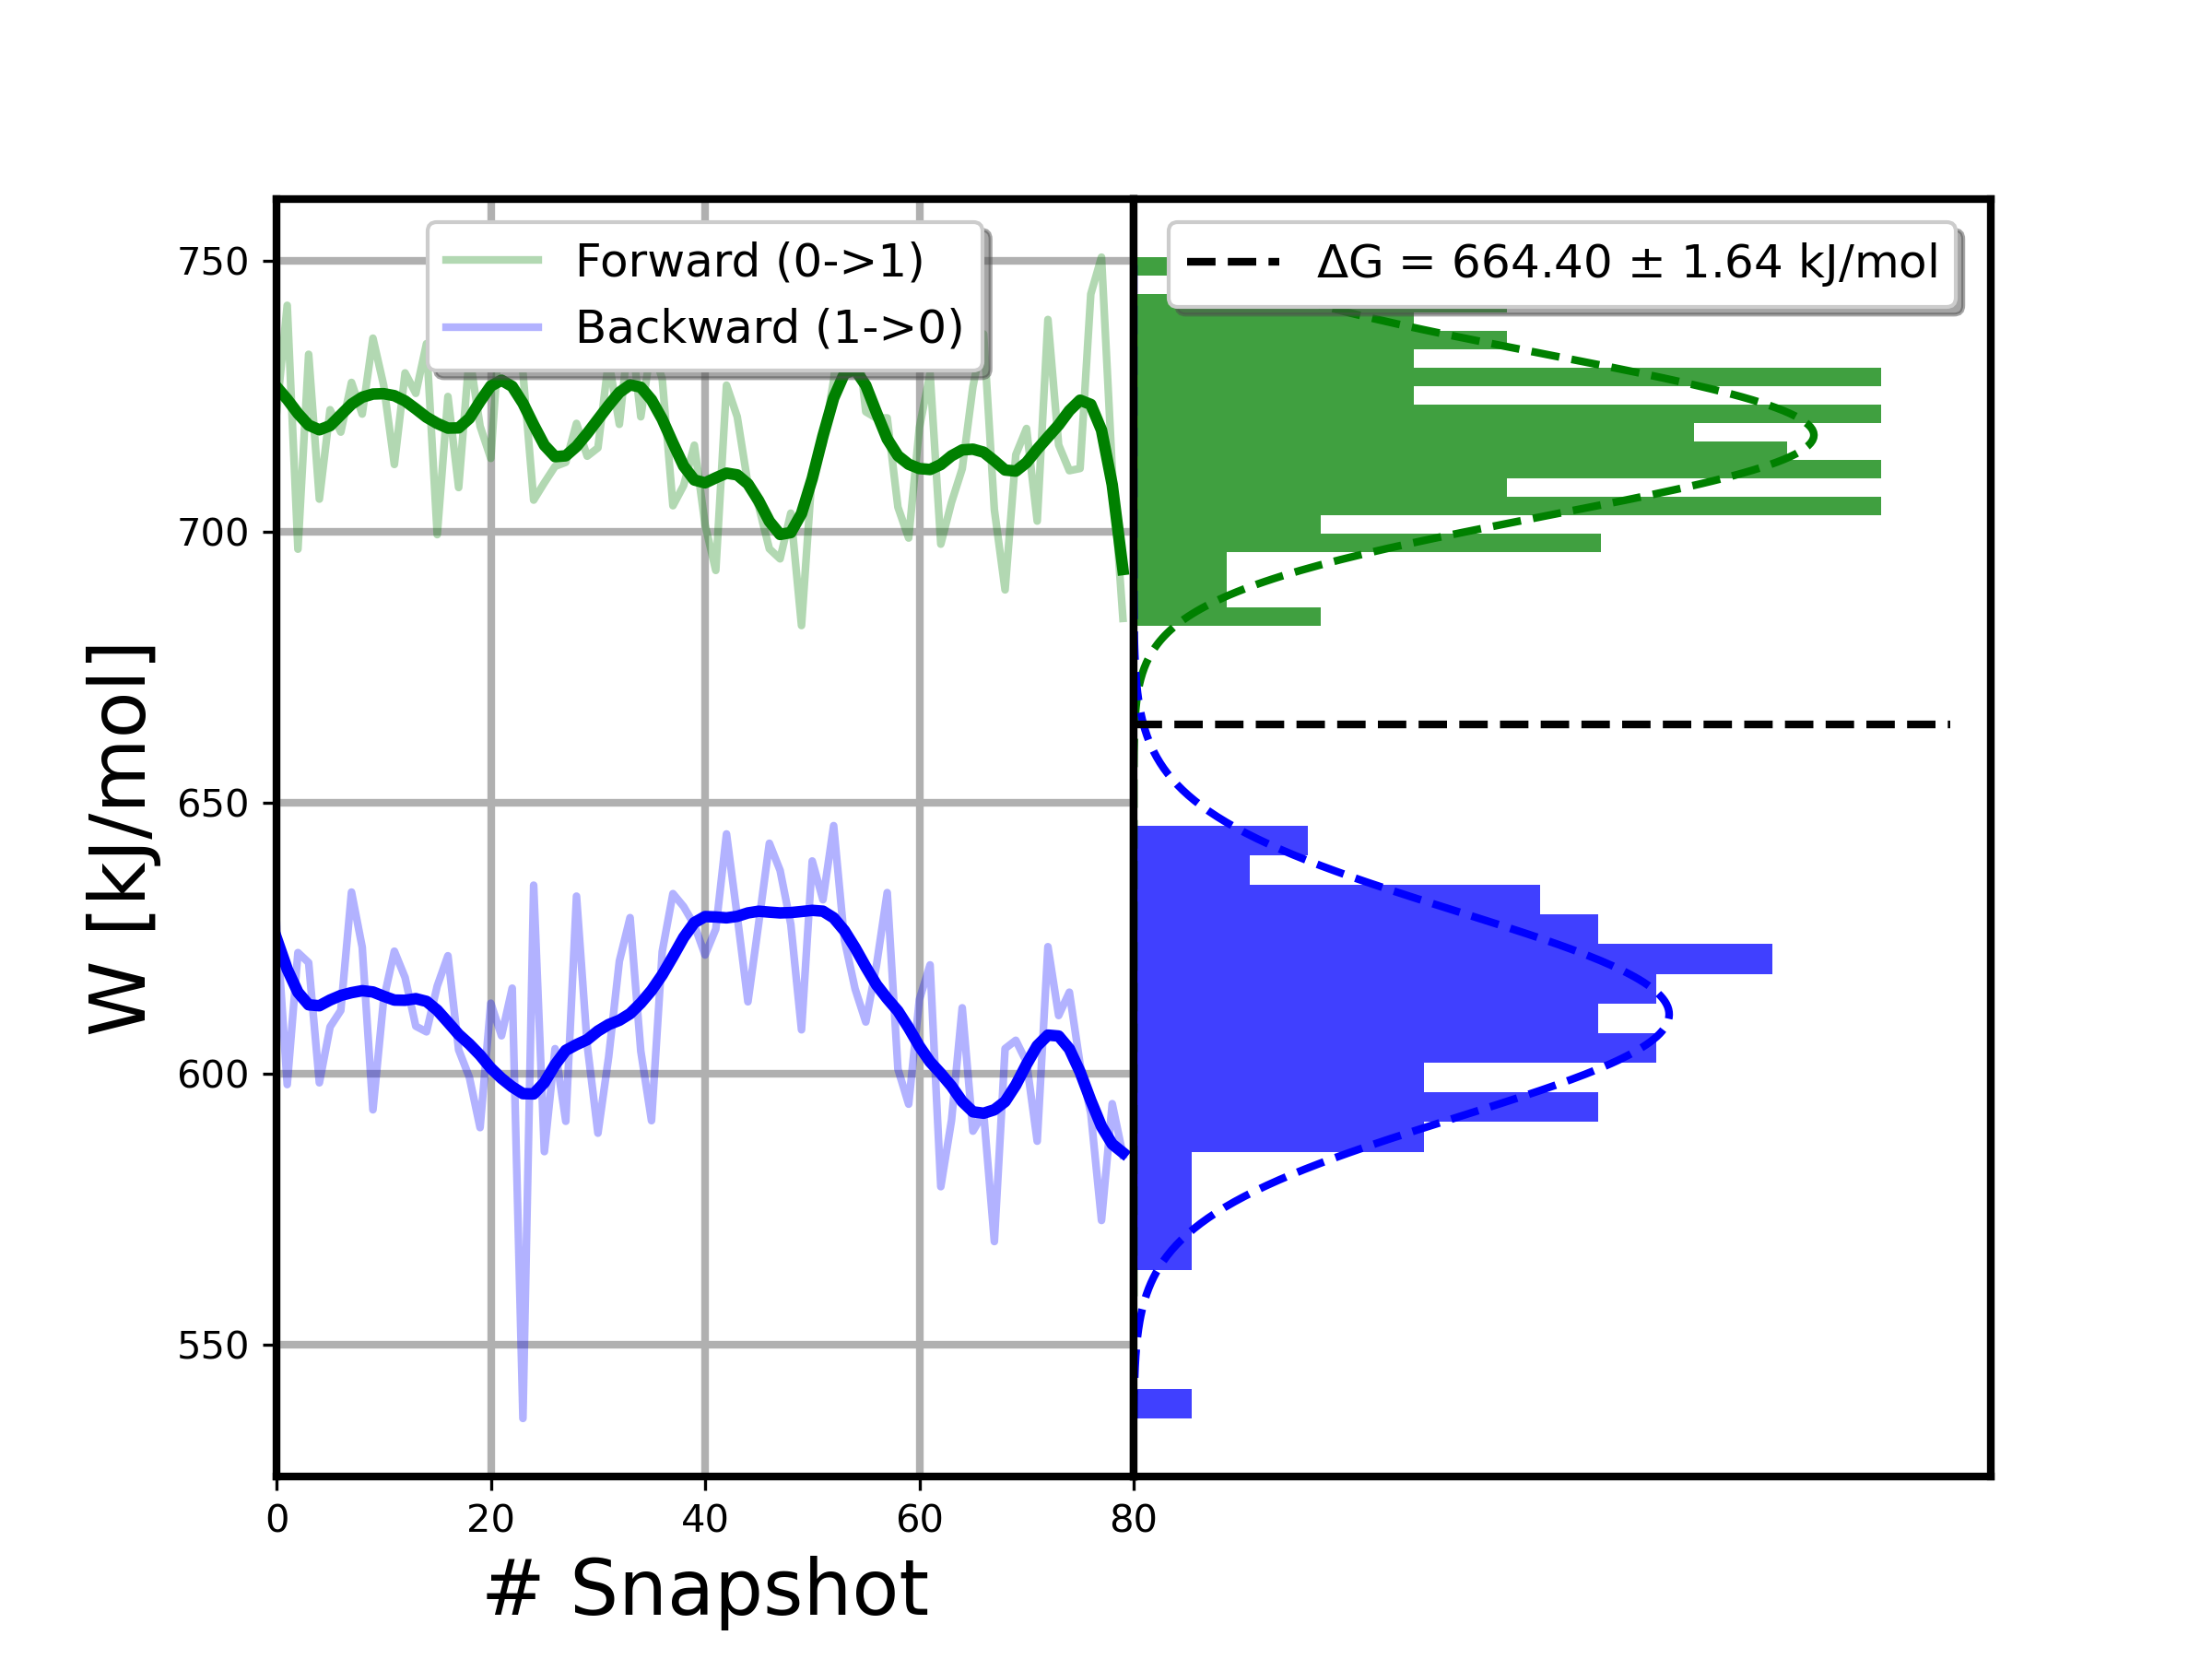 Forward (0->1)
Backward (1->0)
ΔG = 664.40 ± 1.64 kJ/mol
W [kJ/mol]
750
700
650
600
550
0 20 40 60 80
# Snapshot